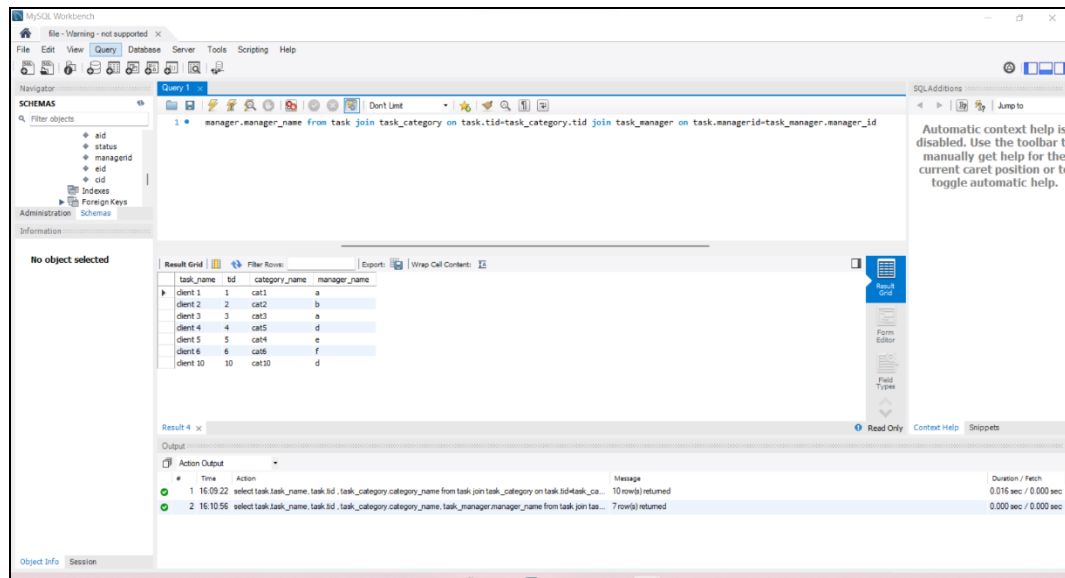 MySQL Workbench
file - Warning - not supported ×
File Edit View Query Database Server Tools Scripting Help
Navigator
SCHEMAS
Filter objects
aid
status
managerid
eid
cid
Indexes
Foreign Keys
Administration Schemas
Information
No object selected
Object Info Session
Query 1 ×
Don't Limit
1 manager.manager_name from task join task_category on task.tid=task_category.tid join task_manager on task.managerid=task_manager.manager_id
Result Grid Filter Rows: Export: Wrap Cell Content:
task_name tid category_name manager_name
client 1 1 cat1 a
client 2 2 cat2 b
client 3 3 cat3 a
client 4 4 cat5 d
client 5 5 cat4 e
client 6 6 cat6 f
client 10 10 cat10 d
Result Grid
Form Editor
Field Types
Result 4 × Read Only
SQLAdditions
Jump to
Automatic context help is
disabled. Use the toolbar t
manually get help for the
current caret position or to
toggle automatic help.
Context Help Snippets
Output
Action Output
# Time Action Message Duration / Fetch
1 16:09:22 select task.task_name, task.tid , task_category.category_name from task join task_category on task.tid=task_ca... 10 row(s) returned 0.016 sec / 0.000 sec
2 16:10:56 select task.task_name, task.tid , task_category.category_name, task_manager.manager_name from task join tas... 7 row(s) returned 0.000 sec / 0.000 sec